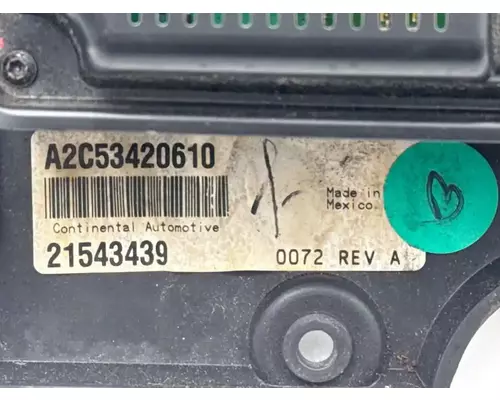 A2C53420610
Made in
Mexico.
Continental Automotive
21543439
0072 REV A
B